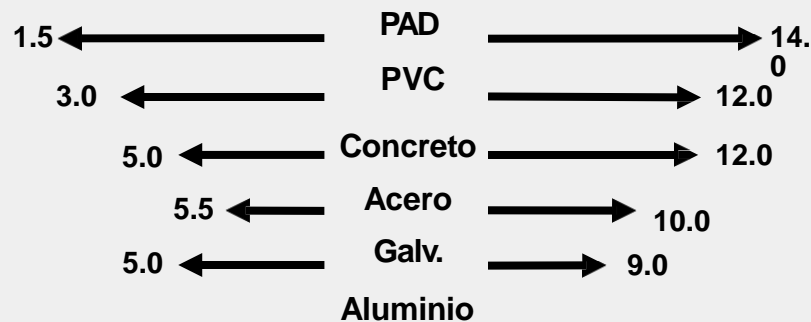 PAD
1.5 14.
0
PVC
3.0 12.0
Concreto
5.0 12.0
Acero
5.5 10.0
Galv.
5.0 9.0
Aluminio